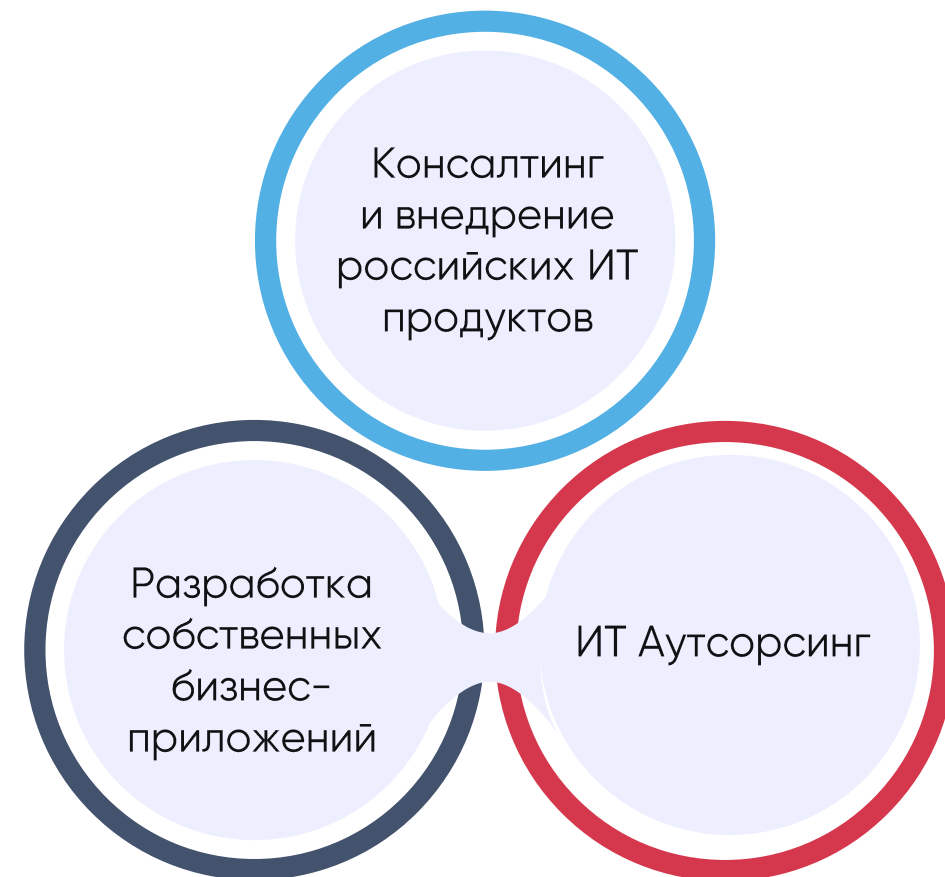 Консалтинг
и внедрение
российских ИТ
продуктов
Разработка
собственных
бизнес-
приложений
ИТ Аутсорсинг